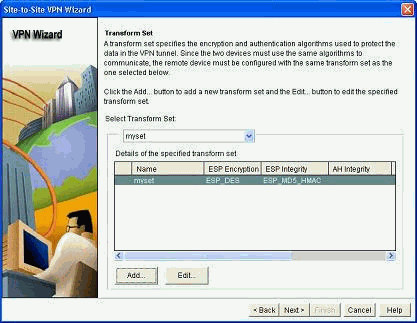 Site-to-Site VPN Wizard
VPN Wizard
Transform Set
A transform set specifies the encryption and authentication algorithms used to protect the
data in the VPN tunnel. Since the two devices must use the same algorithms to
communicate, the remote device must be configured with the same transform set as the
one selected below.
Click the Add... button to add a new transform set and the Edit... button to edit the specified
transform set.
Select Transform Set:
myset
Details of the specified transform set
Name ESP Encryption ESP Integrity AH Integrity
myset ESP_DES ESP_MD5_HMAC
Add... Edit...
< Back Next > Finish Cancel Help